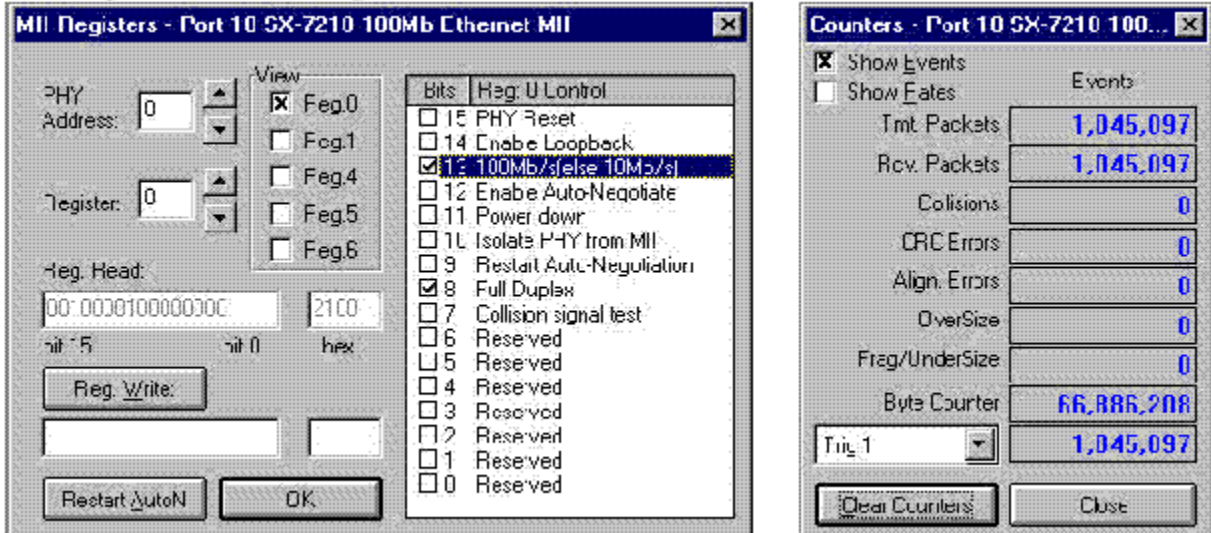 MII Registers - Port 10 SX-7210 100Mb Ethernet MII
PHY
Address:
0
Register:
0
View
Reg.0
Reg.1
Reg.4
Reg.5
Reg.6
Reg. Read:
0010000100000000
2100
bit 15
bit 0
hex
Reg. Write:
Restart AutoN
OK
Bits
Reg: 0 Control
15 PHY Reset
14 Enable Loopback
13 100Mb/s(else 10Mb/s)
12 Enable Auto-Negotiate
11 Power down
10 Isolate PHY from MII
9 Restart Auto-Negotiation
8 Full Duplex
7 Collision signal test
6 Reserved
5 Reserved
4 Reserved
3 Reserved
2 Reserved
1 Reserved
0 Reserved
Counters - Port 10 SX-7210 100...
Show Events
Show Rates
Events
Tmt. Packets 1,045,097
Rcv. Packets 1,045,097
Collisions 0
CRC Errors 0
Align. Errors 0
OverSize 0
Frag/UnderSize 0
Byte Counter 66,886,208
Trig 1 1,045,097
Clear Counters
Close